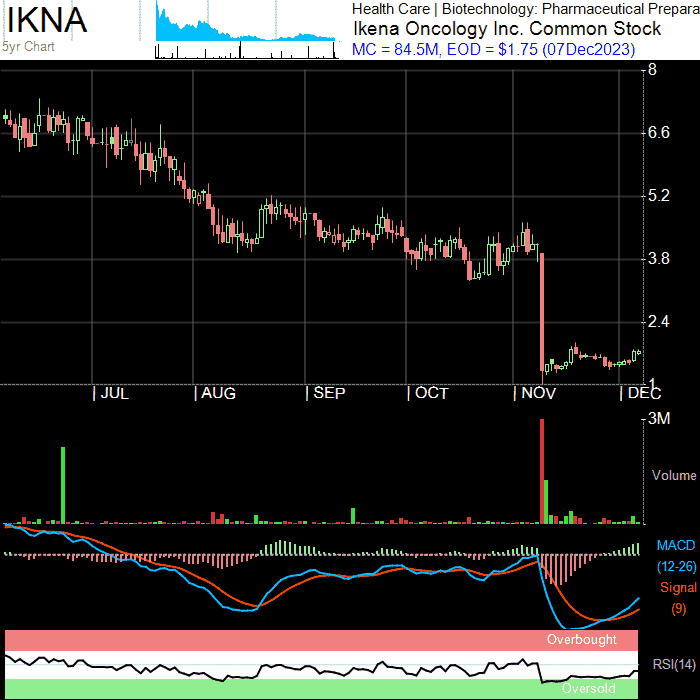 IKNA
5yr Chart
Health Care | Biotechnology: Pharmaceutical Prepara
Ikena Oncology Inc. Common Stock
MC = 84.5M, EOD = $1.75 (07Dec2023)
8
6.6
5.2
3.8
2.4
1
| JUL | AUG | SEP | OCT | NOV | DEC
3M
Volume
MACD
(12-26)
Signal
(9)
Overbought
RSI(14)
Oversold